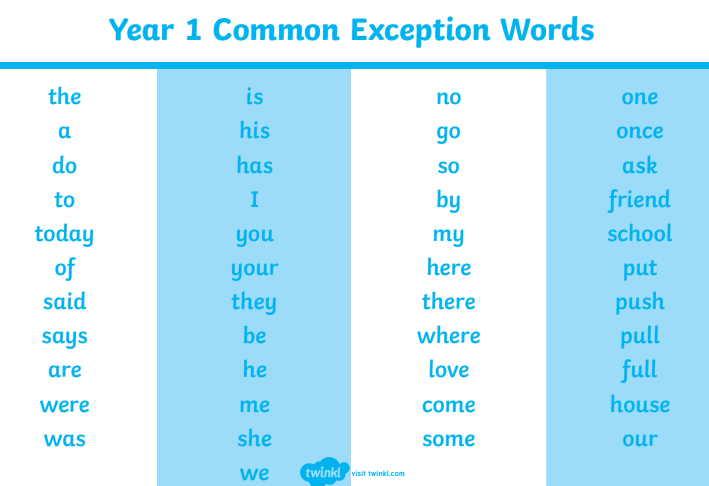 Year 1 Common Exception Words
the
a
do
to
today
of
said
says
are
were
was
is
his
has
I
you
your
they
be
he
me
she
we
no
go
so
by
my
here
there
where
love
come
some
one
once
ask
friend
school
put
push
pull
full
house
our
twinkl visit twinkl.com